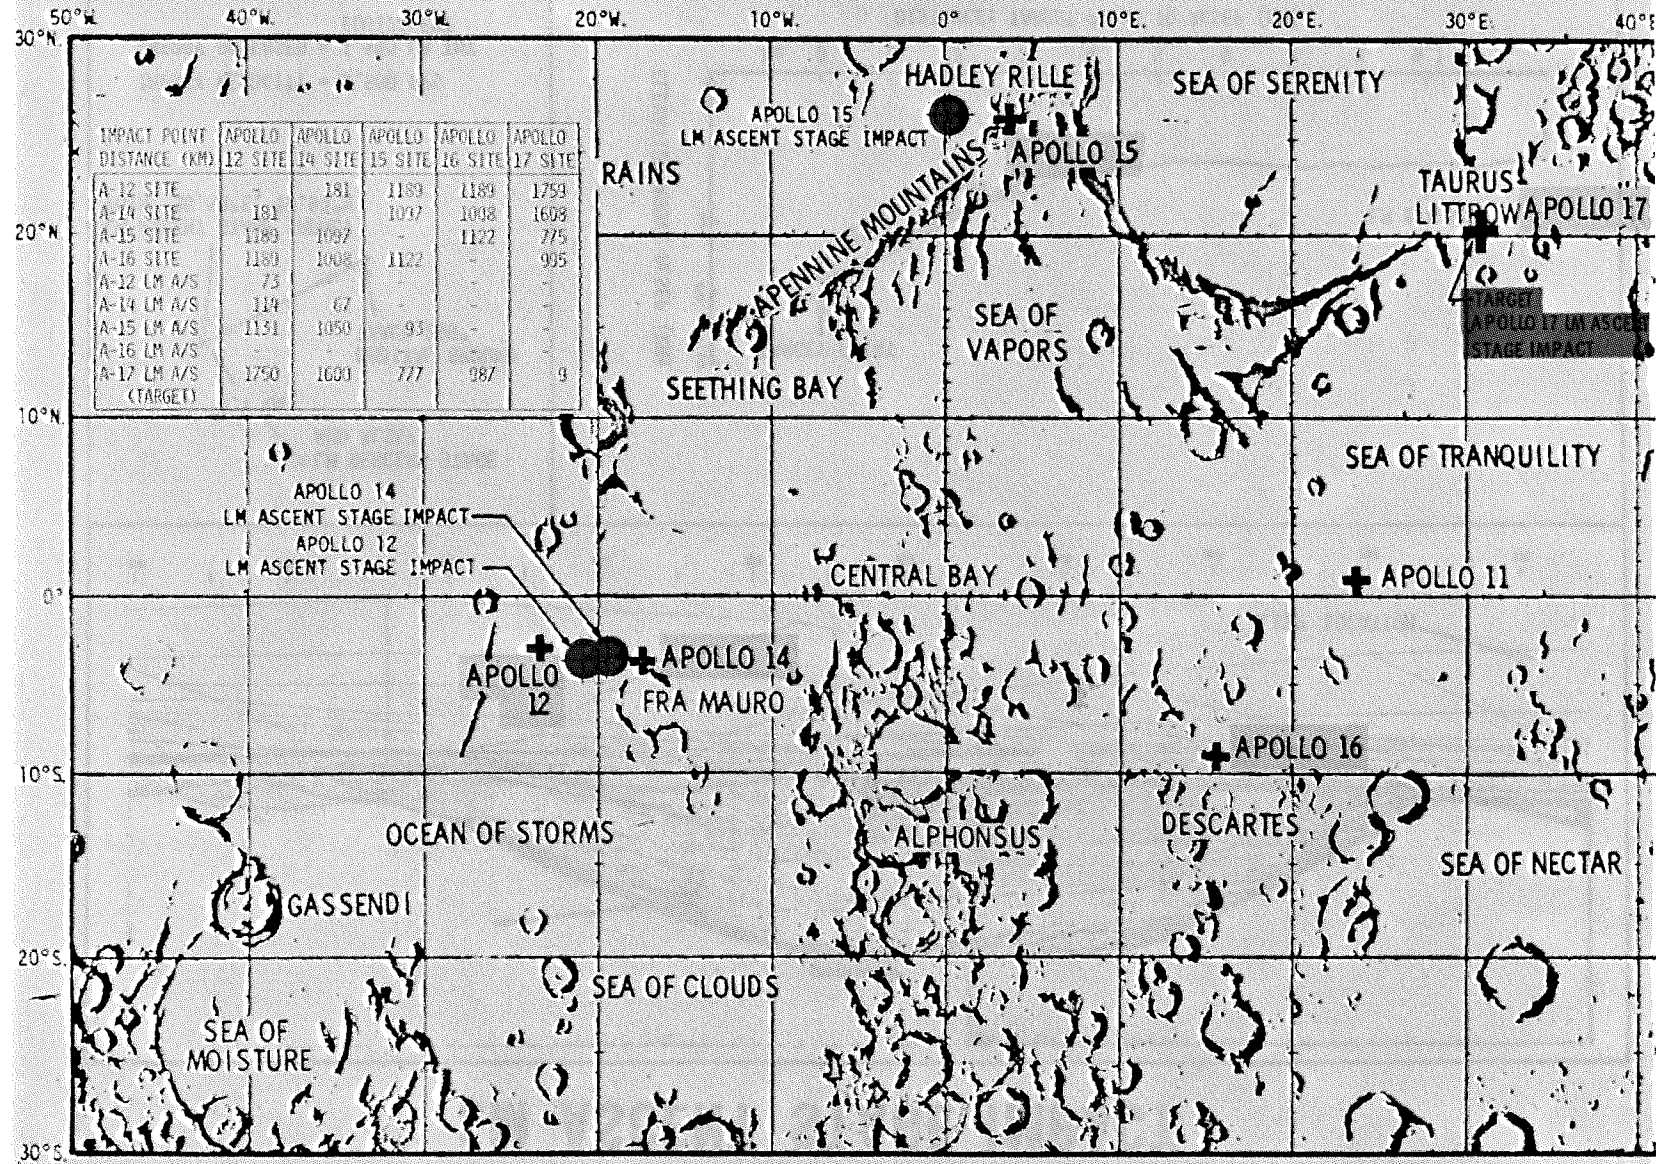 50°W. 40°W. 30°W. 20°W. 10°W. 0° 10°E. 20°E. 30°E. 40°E
30°N.
HADLEY RILLE
SEA OF SERENITY
APOLLO 15
LM ASCENT STAGE IMPACT
APOLLO 15
IMPACT POINT APOLLO APOLLO APOLLO APOLLO APOLLO
DISTANCE (KM) 12 SITE 14 SITE 15 SITE 16 SITE 17 SITE
A-12 SITE - 181 1189 1189 1759
A-14 SITE 181 1097 1008 1608
A-15 SITE 1189 1097 - 1122 775
A-16 SITE 1189 1008 1122 - 995
A-12 LM A/S 73 - - - -
A-14 LM A/S 114 67 - - -
A-15 LM A/S 1131 1050 93 - -
A-16 LM A/S - - - - -
A-17 LM A/S 1750 1600 777 987 9
(TARGET)
RAINS
APENNINE MOUNTAINS
TAURUS
LITTROW APOLLO 17
20°N.
TARGET
APOLLO 17 LM ASCENT
STAGE IMPACT
SEA OF
VAPORS
SEETHING BAY
10°N.
SEA OF TRANQUILITY
APOLLO 14
LM ASCENT STAGE IMPACT
APOLLO 12
LM ASCENT STAGE IMPACT
CENTRAL BAY
APOLLO 11
0°
APOLLO
12
APOLLO 14
FRA MAURO
APOLLO 16
10°S.
OCEAN OF STORMS
ALPHONSUS
DESCARTES
SEA OF NECTAR
GASSENDI
20°S.
SEA OF CLOUDS
SEA OF
MOISTURE
30°S.